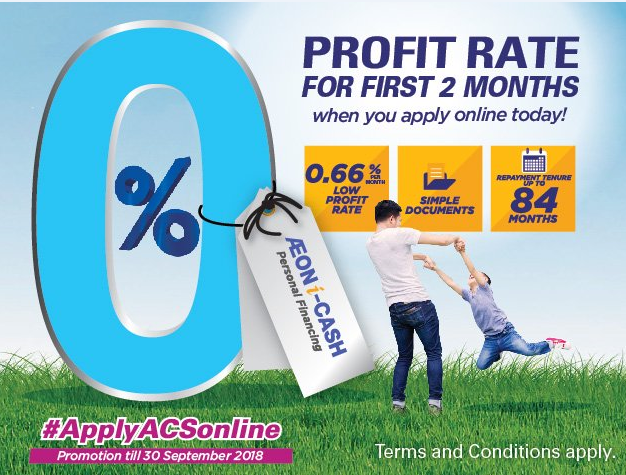 0%
PROFIT RATE
FOR FIRST 2 MONTHS
when you apply online today!
0.66% PER MONTH
LOW
PROFIT
RATE
SIMPLE
DOCUMENTS
REPAYMENT TENURE
UP TO
84
MONTHS
ÆON i-CASH
Personal Financing
#ApplyACSonline
Promotion till 30 September 2018
Terms and Conditions apply.